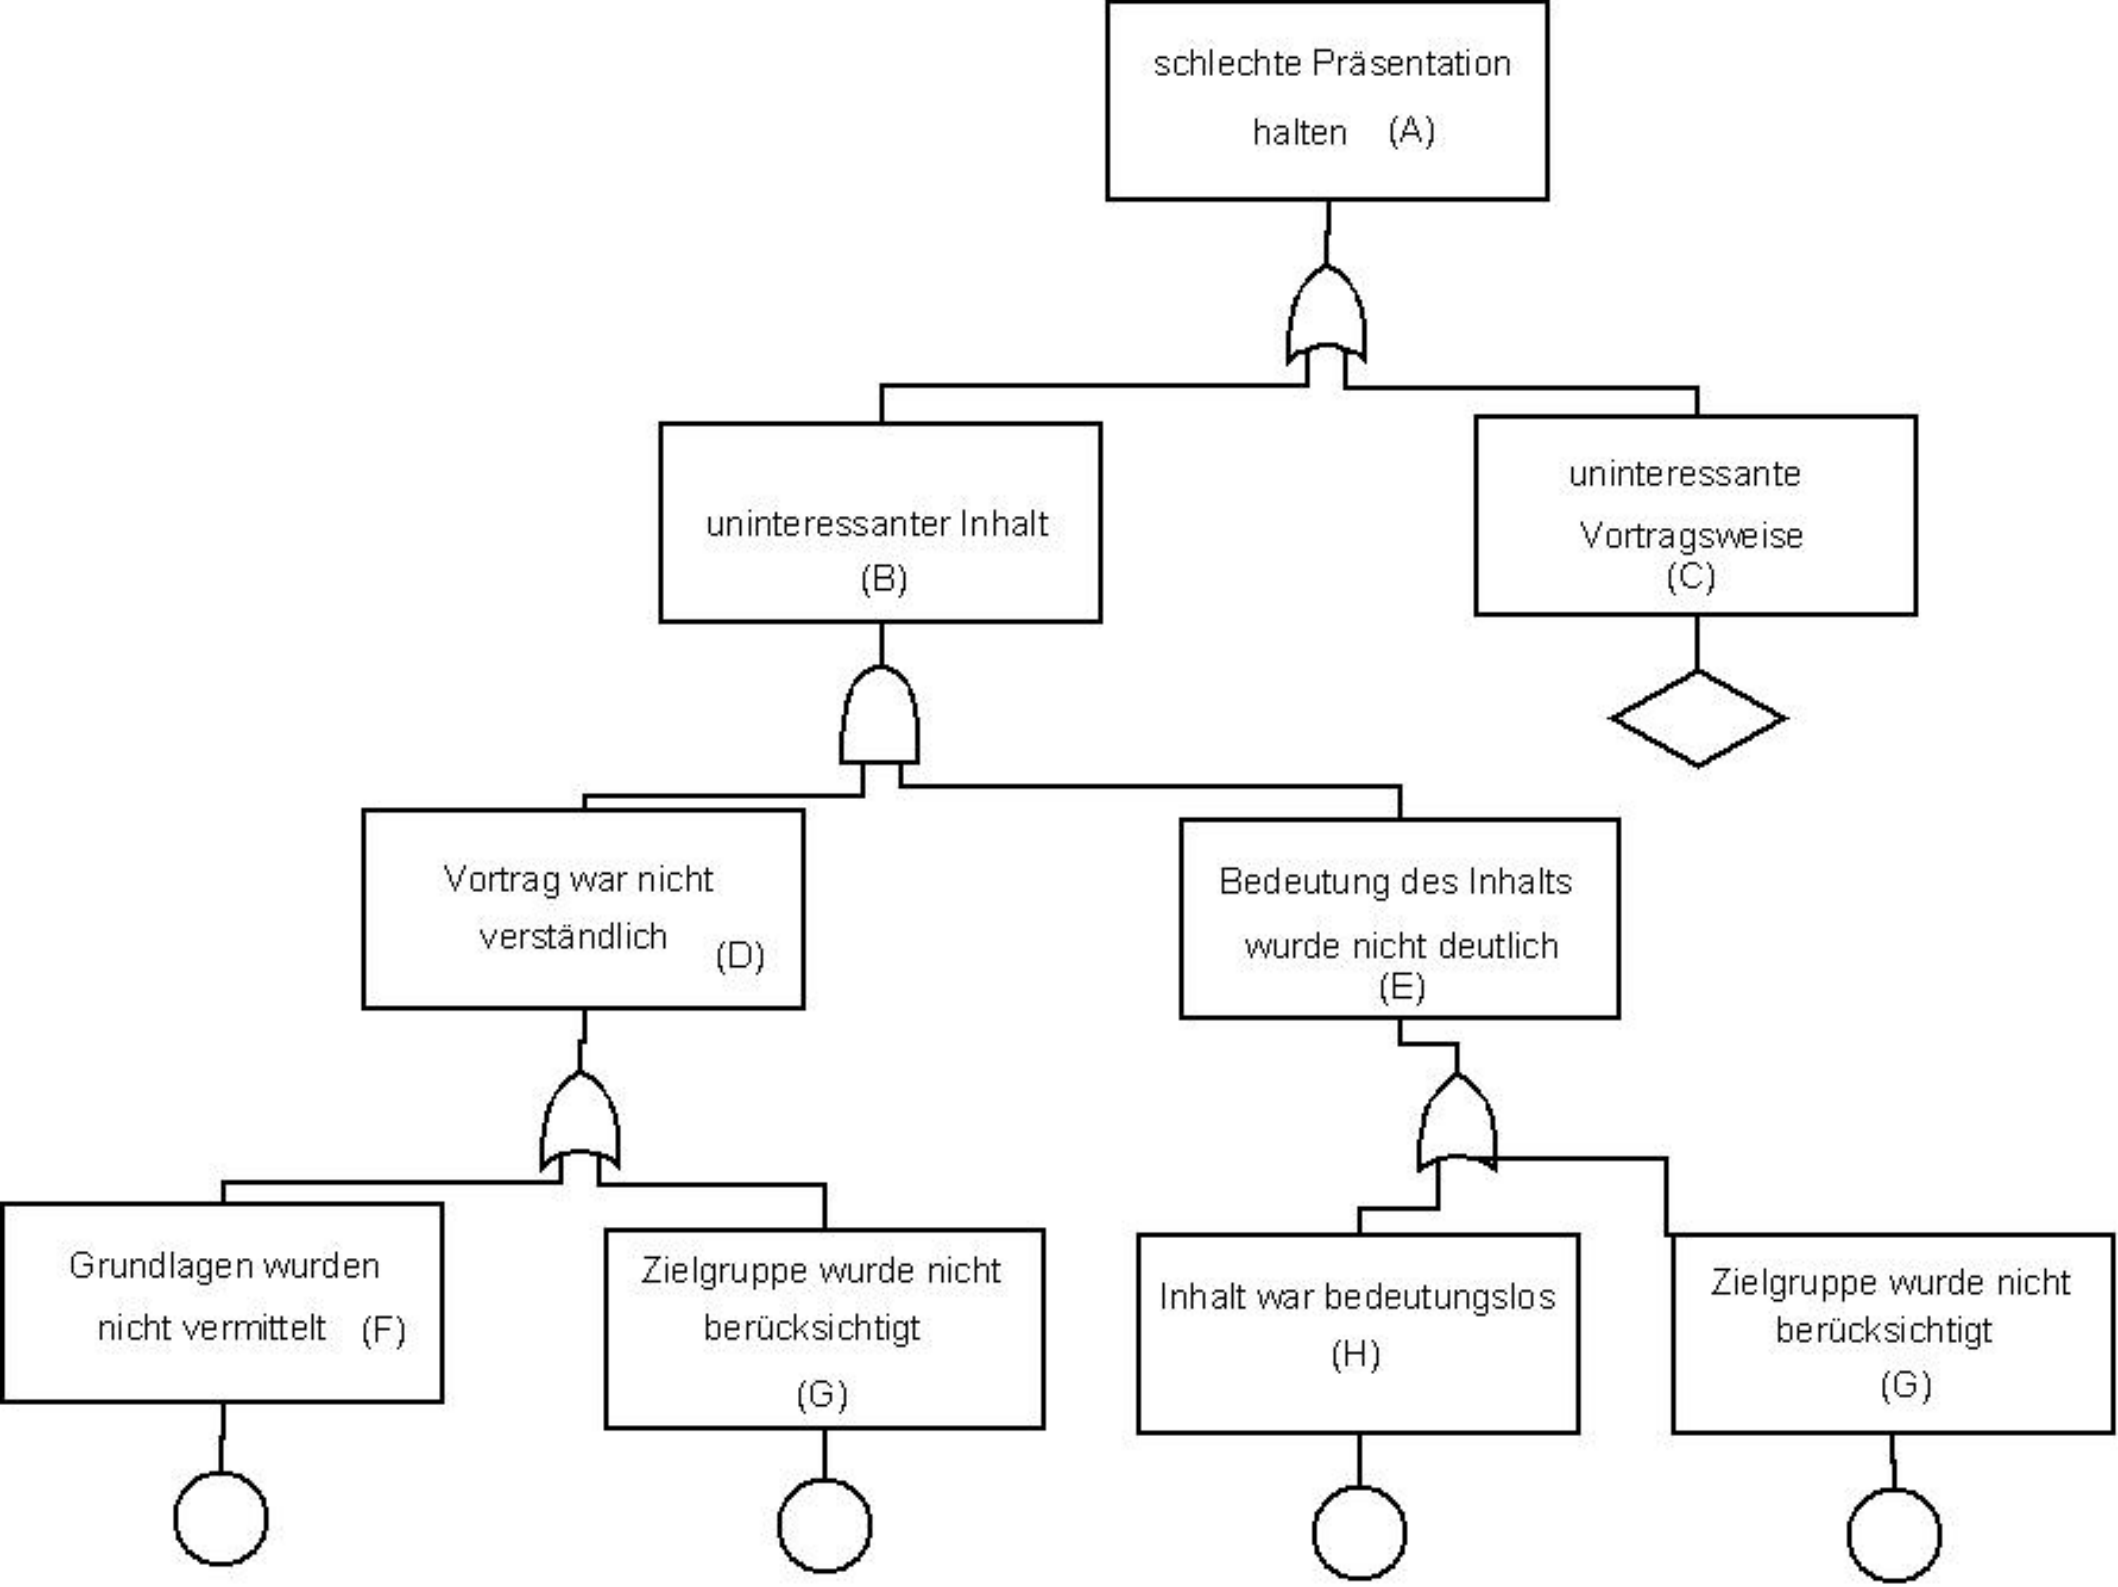 schlechte Präsentation
halten (A)
uninteressanter Inhalt
(B)
uninteressante
Vortragsweise
(C)
Vortrag war nicht
verständlich (D)
Bedeutung des Inhalts
wurde nicht deutlich
(E)
Grundlagen wurden
nicht vermittelt (F)
Zielgruppe wurde nicht
berücksichtigt
(G)
Inhalt war bedeutungslos
(H)
Zielgruppe wurde nicht
berücksichtigt
(G)